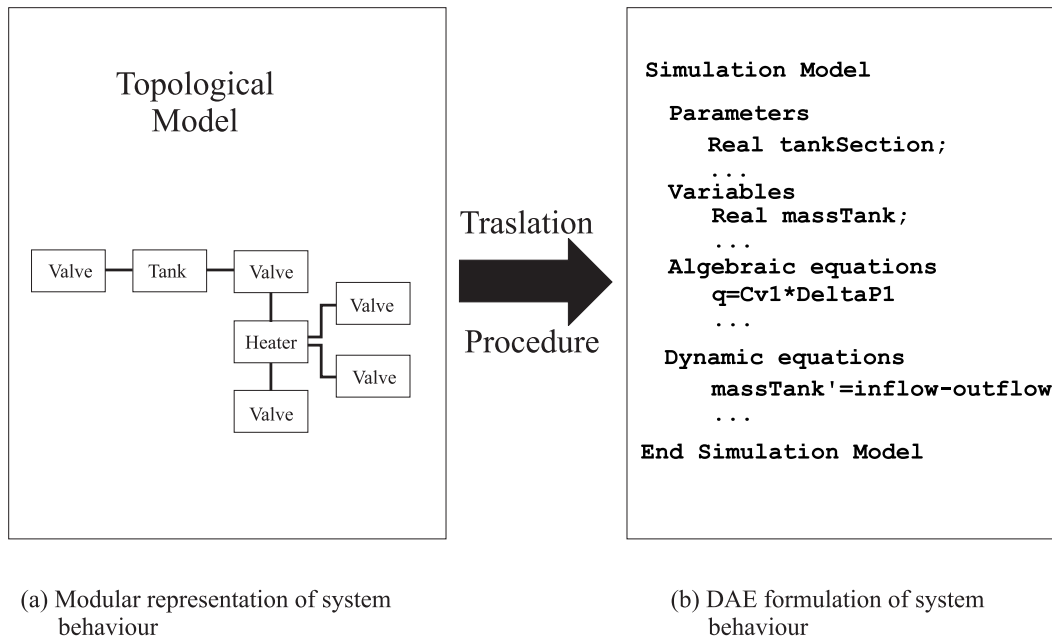 Topological
Model
Valve
Tank
Valve
Valve
Heater
Valve
Valve
Traslation
Procedure
Simulation Model
Parameters
Real tankSection;
...
Variables
Real massTank;
...
Algebraic equations
q=Cv1*DeltaP1
...
Dynamic equations
massTank'=inflow-outflow
...
End Simulation Model
(a) Modular representation of system
behaviour
(b) DAE formulation of system
behaviour